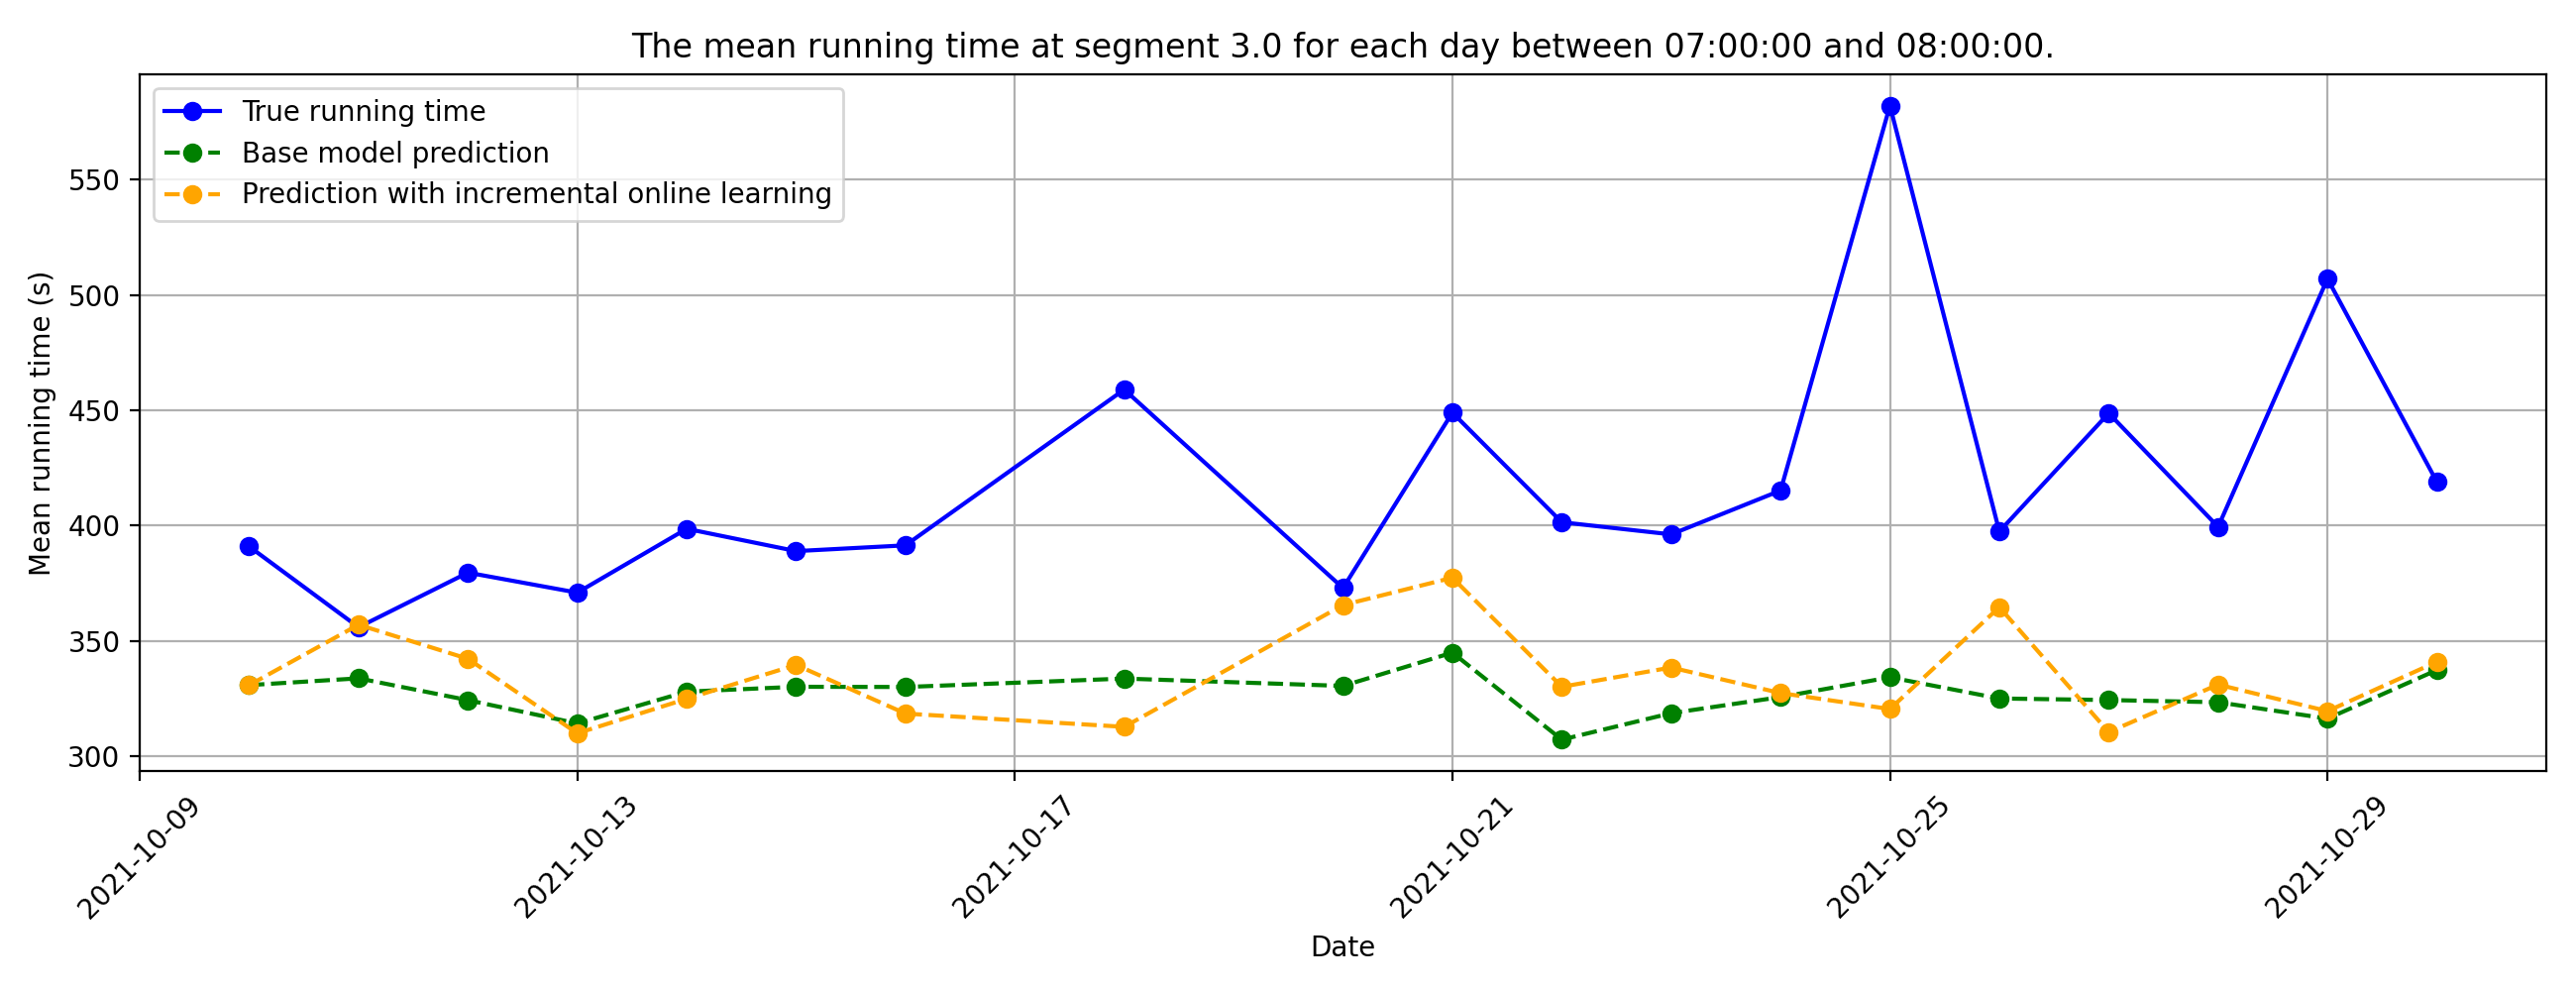 The mean running time at segment 3.0 for each day between 07:00:00 and 08:00:00.
True running time
Base model prediction
Prediction with incremental online learning
Mean running time (s)
550
500
450
400
350
300
2021-10-09
2021-10-13
2021-10-17
2021-10-21
2021-10-25
2021-10-29
Date